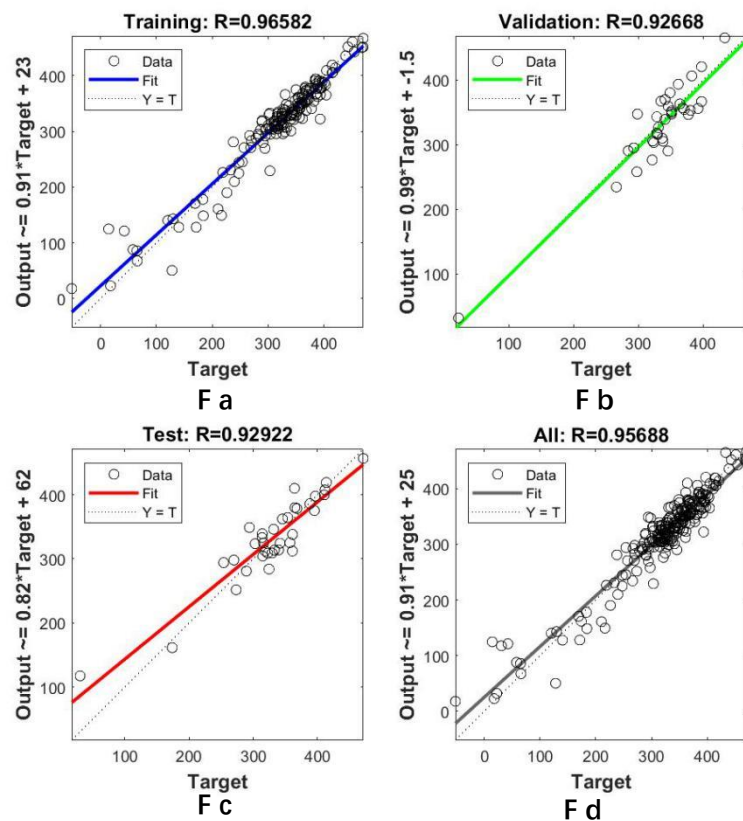 Training: R=0.96582
Output ~= 0.91*Target + 23
400
300
200
100
0
Data
Fit
Y = T
0 100 200 300 400
Target
F a
Validation: R=0.92668
Output ~= 0.99*Target + -1.5
400
300
200
100
Data
Fit
Y = T
100 200 300 400
Target
F b
Test: R=0.92922
Output ~= 0.82*Target + 62
400
300
200
100
Data
Fit
Y = T
100 200 300 400
Target
F c
All: R=0.95688
Output ~= 0.91*Target + 25
400
300
200
100
0
Data
Fit
Y = T
0 100 200 300 400
Target
F d